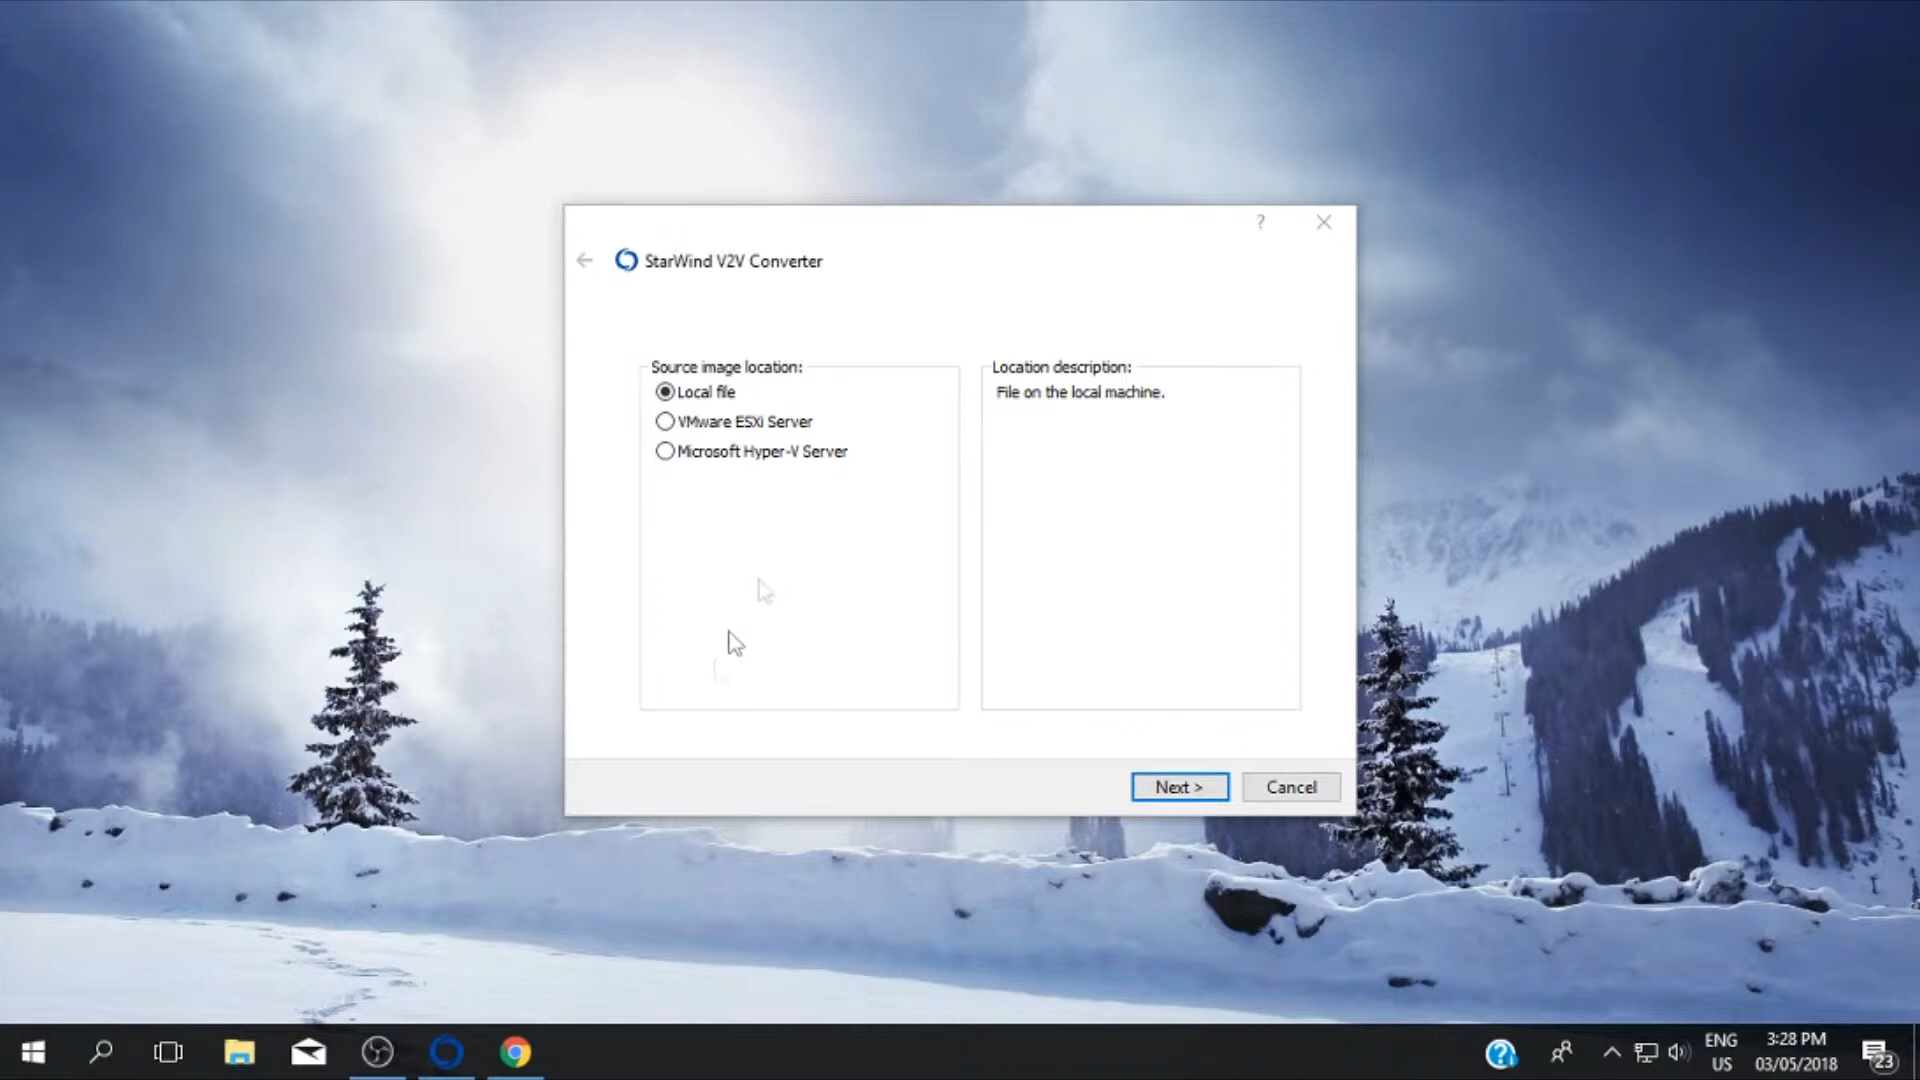 ?
StarWind V2V Converter
Source image location:
Local file
VMware ESXi Server
Microsoft Hyper-V Server
Location description:
File on the local machine.
Next >
Cancel
ENG
US
3:28 PM
03/05/2018
23